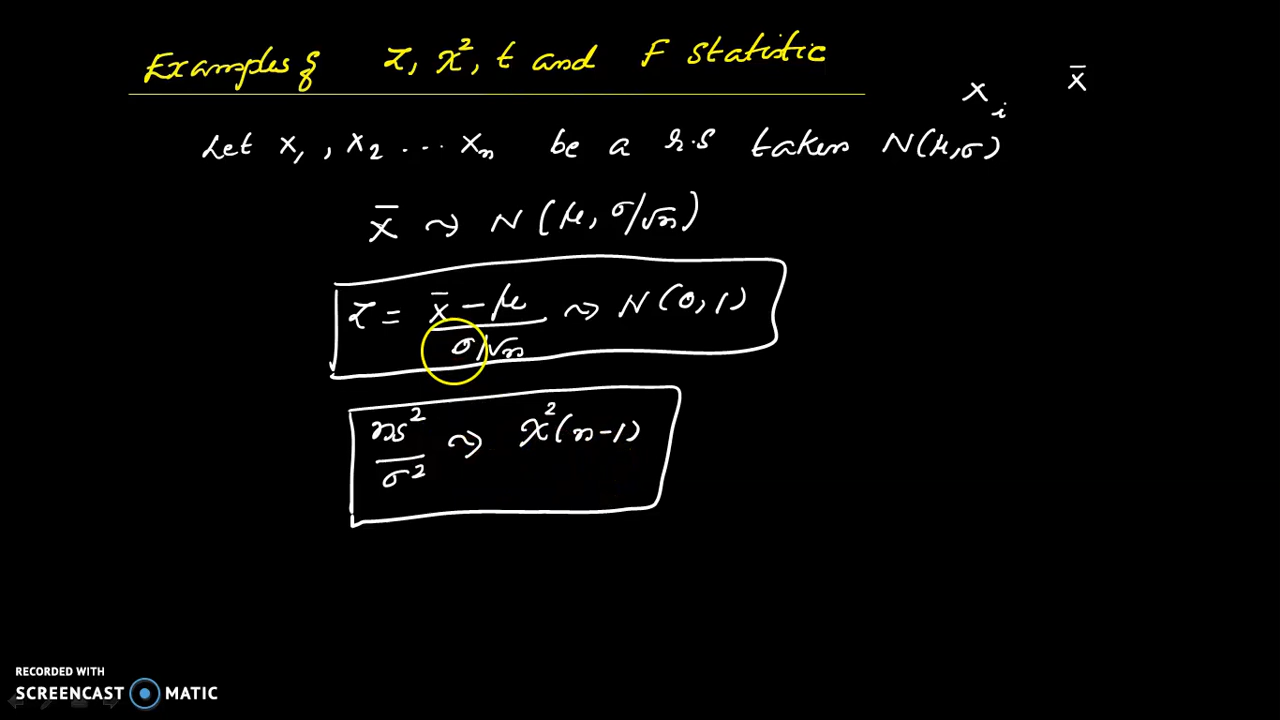 Examples of Z, χ², t and F statistic
xᵢ x̄
Let x₁, x₂ ... xₙ be a r.s taken N(μ,σ)
x̄ ~> N(μ, σ/√n)
Z = (x̄ - μ)/(σ/√n) ~> N(0,1)
ns²/σ² ~> χ²(n-1)
RECORDED WITH
SCREENCAST MATIC